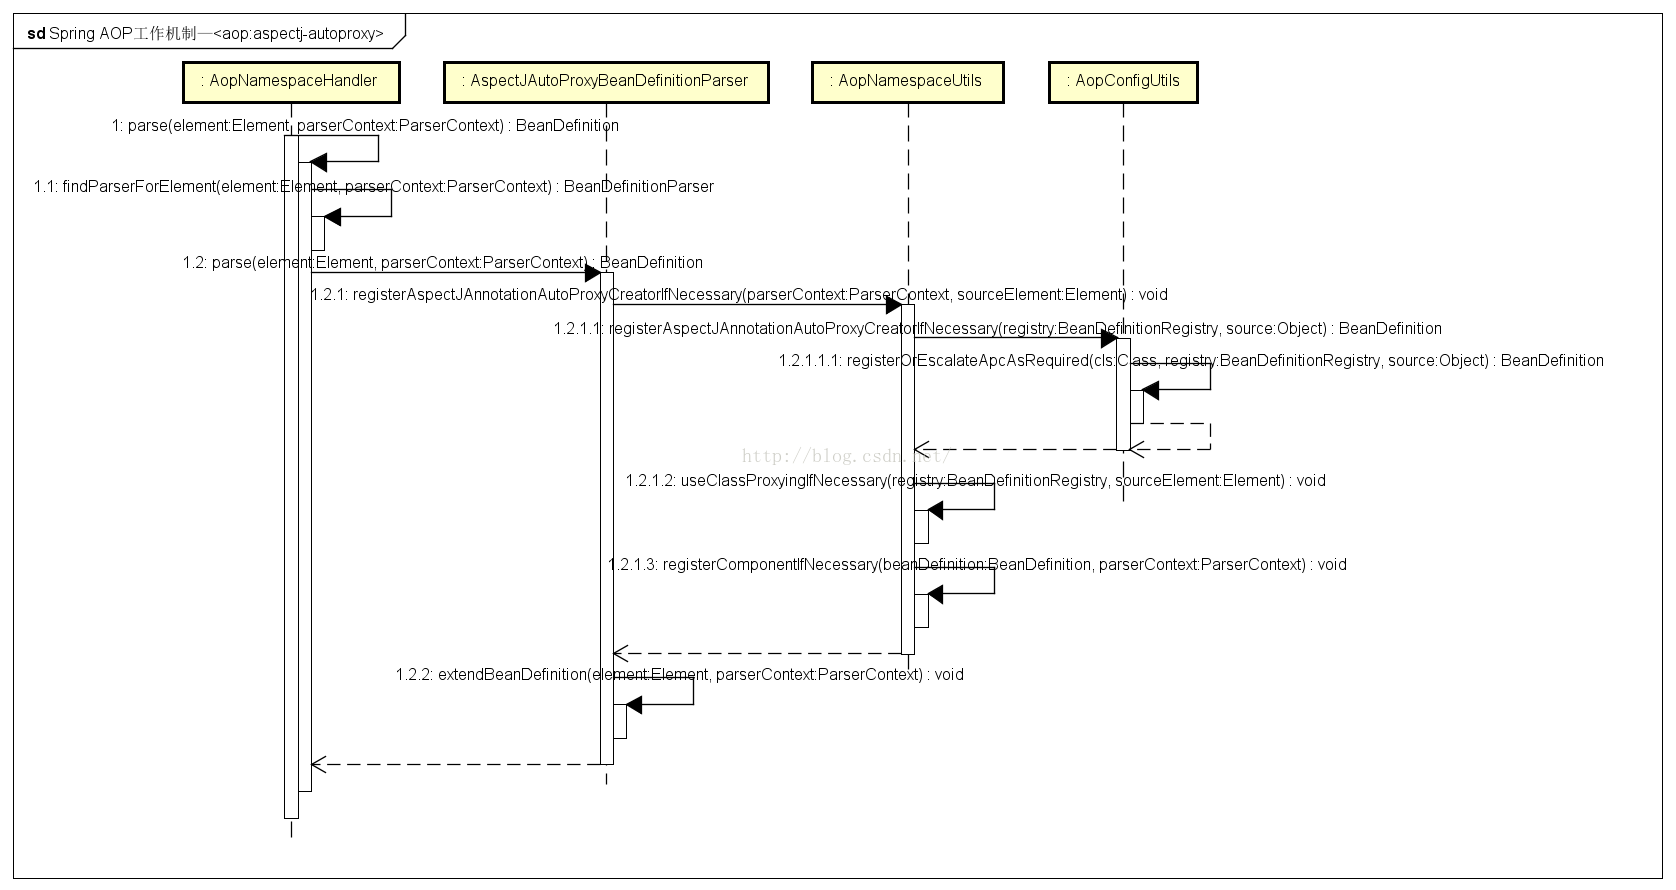 sd Spring AOP工作机制—<aop:aspectj-autoproxy>
: AopNamespaceHandler
: AspectJAutoProxyBeanDefinitionParser
: AopNamespaceUtils
: AopConfigUtils
1: parse(element:Element, parserContext:ParserContext) : BeanDefinition
1.1: findParserForElement(element:Element, parserContext:ParserContext) : BeanDefinitionParser
1.2: parse(element:Element, parserContext:ParserContext) : BeanDefinition
1.2.1: registerAspectJAnnotationAutoProxyCreatorIfNecessary(parserContext:ParserContext, sourceElement:Element) : void
1.2.1.1: registerAspectJAnnotationAutoProxyCreatorIfNecessary(registry:BeanDefinitionRegistry, source:Object) : BeanDefinition
1.2.1.1.1: registerOrEscalateApcAsRequired(cls:Class, registry:BeanDefinitionRegistry, source:Object) : BeanDefinition
http://blog.csdn.net/
1.2.1.2: useClassProxyingIfNecessary(registry:BeanDefinitionRegistry, sourceElement:Element) : void
1.2.1.3: registerComponentIfNecessary(beanDefinition:BeanDefinition, parserContext:ParserContext) : void
1.2.2: extendBeanDefinition(element:Element, parserContext:ParserContext) : void